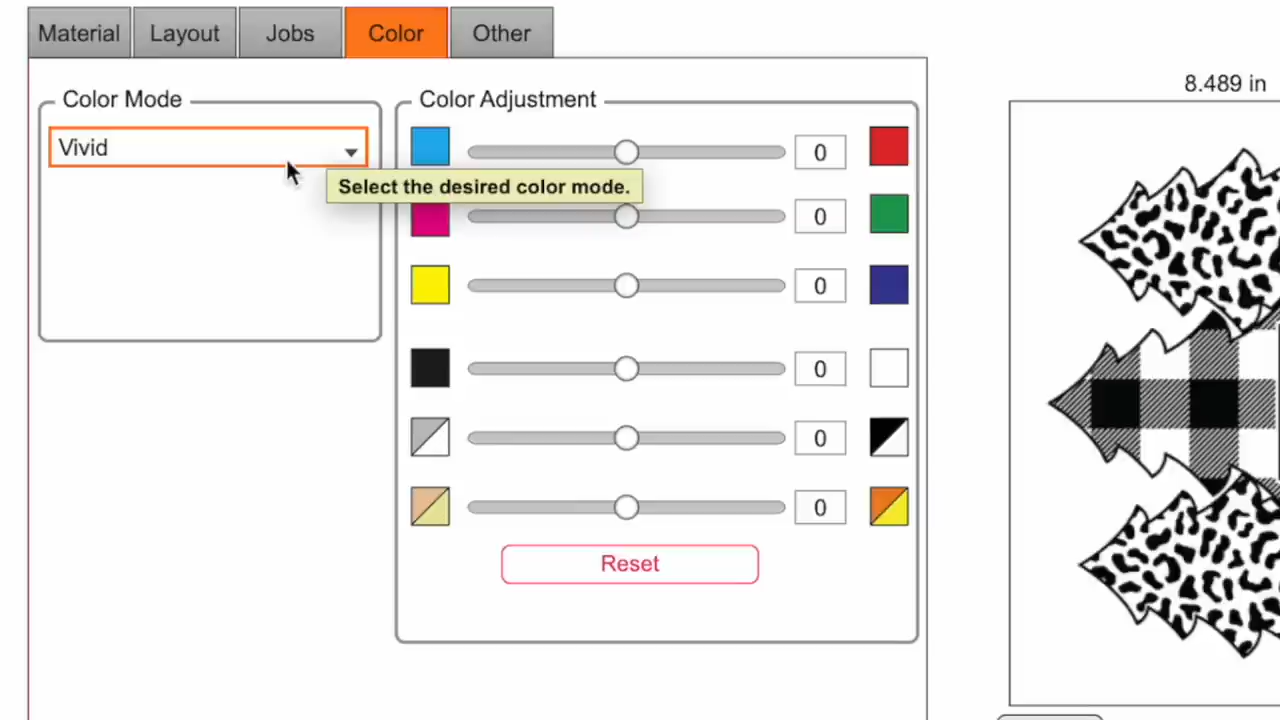 Material Layout Jobs Color Other
8.489 in
Color Mode
Vivid
Color Adjustment
0
Select the desired color mode.
0
0
0
0
0
Reset